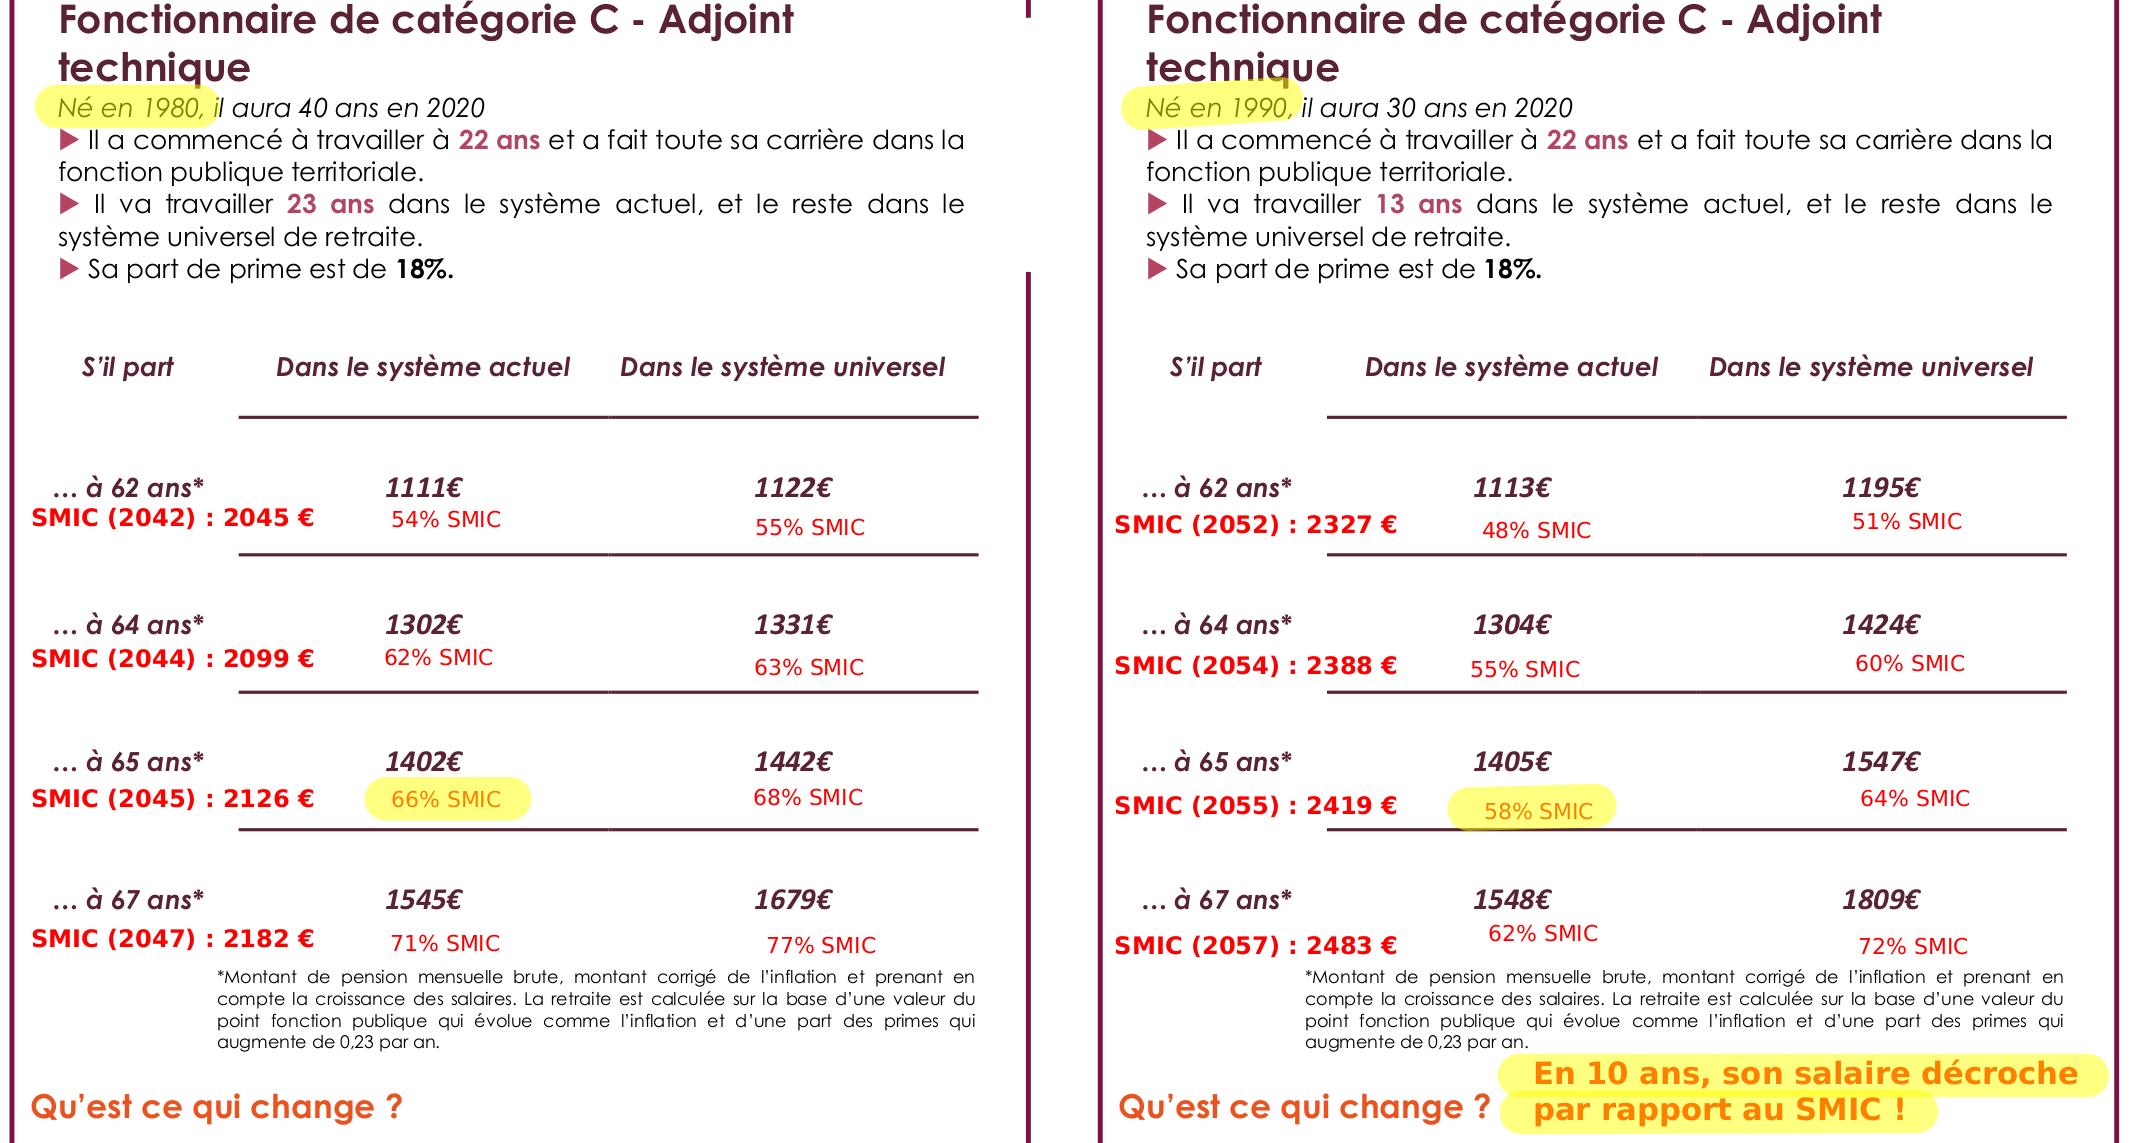 Fonctionnaire de catégorie C - Adjoint
technique
Né en 1980, il aura 40 ans en 2020
▶ Il a commencé à travailler à 22 ans et a fait toute sa carrière dans la
fonction publique territoriale.
▶ Il va travailler 23 ans dans le système actuel, et le reste dans le
système universel de retraite.
▶ Sa part de prime est de 18%.
S’il part Dans le système actuel Dans le système universel
... à 62 ans* 1111€ 1122€
SMIC (2042) : 2045 € 54% SMIC 55% SMIC
... à 64 ans* 1302€ 1331€
SMIC (2044) : 2099 € 62% SMIC 63% SMIC
... à 65 ans* 1402€ 1442€
SMIC (2045) : 2126 € 66% SMIC 68% SMIC
... à 67 ans* 1545€ 1679€
SMIC (2047) : 2182 € 71% SMIC 77% SMIC
*Montant de pension mensuelle brute, montant corrigé de l’inflation et prenant en
compte la croissance des salaires. La retraite est calculée sur la base d’une valeur du
point fonction publique qui évolue comme l’inflation et d’une part des primes qui
augmente de 0,23 par an.
Qu’est ce qui change ?
Fonctionnaire de catégorie C - Adjoint
technique
Né en 1990, il aura 30 ans en 2020
▶ Il a commencé à travailler à 22 ans et a fait toute sa carrière dans la
fonction publique territoriale.
▶ Il va travailler 13 ans dans le système actuel, et le reste dans le
système universel de retraite.
▶ Sa part de prime est de 18%.
S’il part Dans le système actuel Dans le système universel
... à 62 ans* 1113€ 1195€
SMIC (2052) : 2327 € 48% SMIC 51% SMIC
... à 64 ans* 1304€ 1424€
SMIC (2054) : 2388 € 55% SMIC 60% SMIC
... à 65 ans* 1405€ 1547€
SMIC (2055) : 2419 € 58% SMIC 64% SMIC
... à 67 ans* 1548€ 1809€
SMIC (2057) : 2483 € 62% SMIC 72% SMIC
*Montant de pension mensuelle brute, montant corrigé de l’inflation et prenant en
compte la croissance des salaires. La retraite est calculée sur la base d’une valeur du
point fonction publique qui évolue comme l’inflation et d’une part des primes qui
augmente de 0,23 par an.
Qu’est ce qui change ?
En 10 ans, son salaire décroche
par rapport au SMIC !